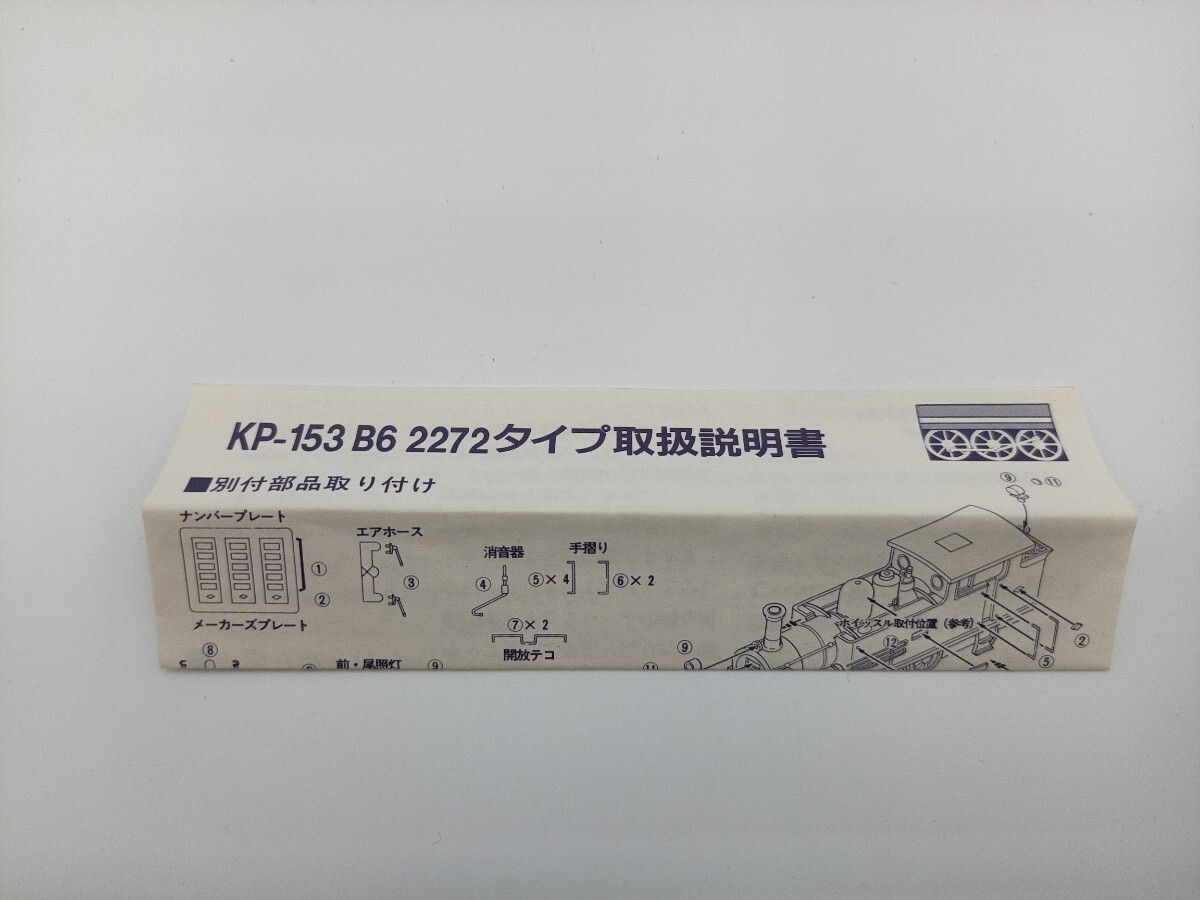 KP-153 B6 2272タイプ取扱説明書
■別付部品取り付け
⑨ ⑪
ナンバープレート
エアホース
消音器
手摺り
①
②
③
④
⑤×4
⑥×2
メーカーズプレート
⑦×2
開放テコ
ホイッスル取付位置(参考)
②
⑫
⑤
⑧
前・尾照灯
⑨
⑨